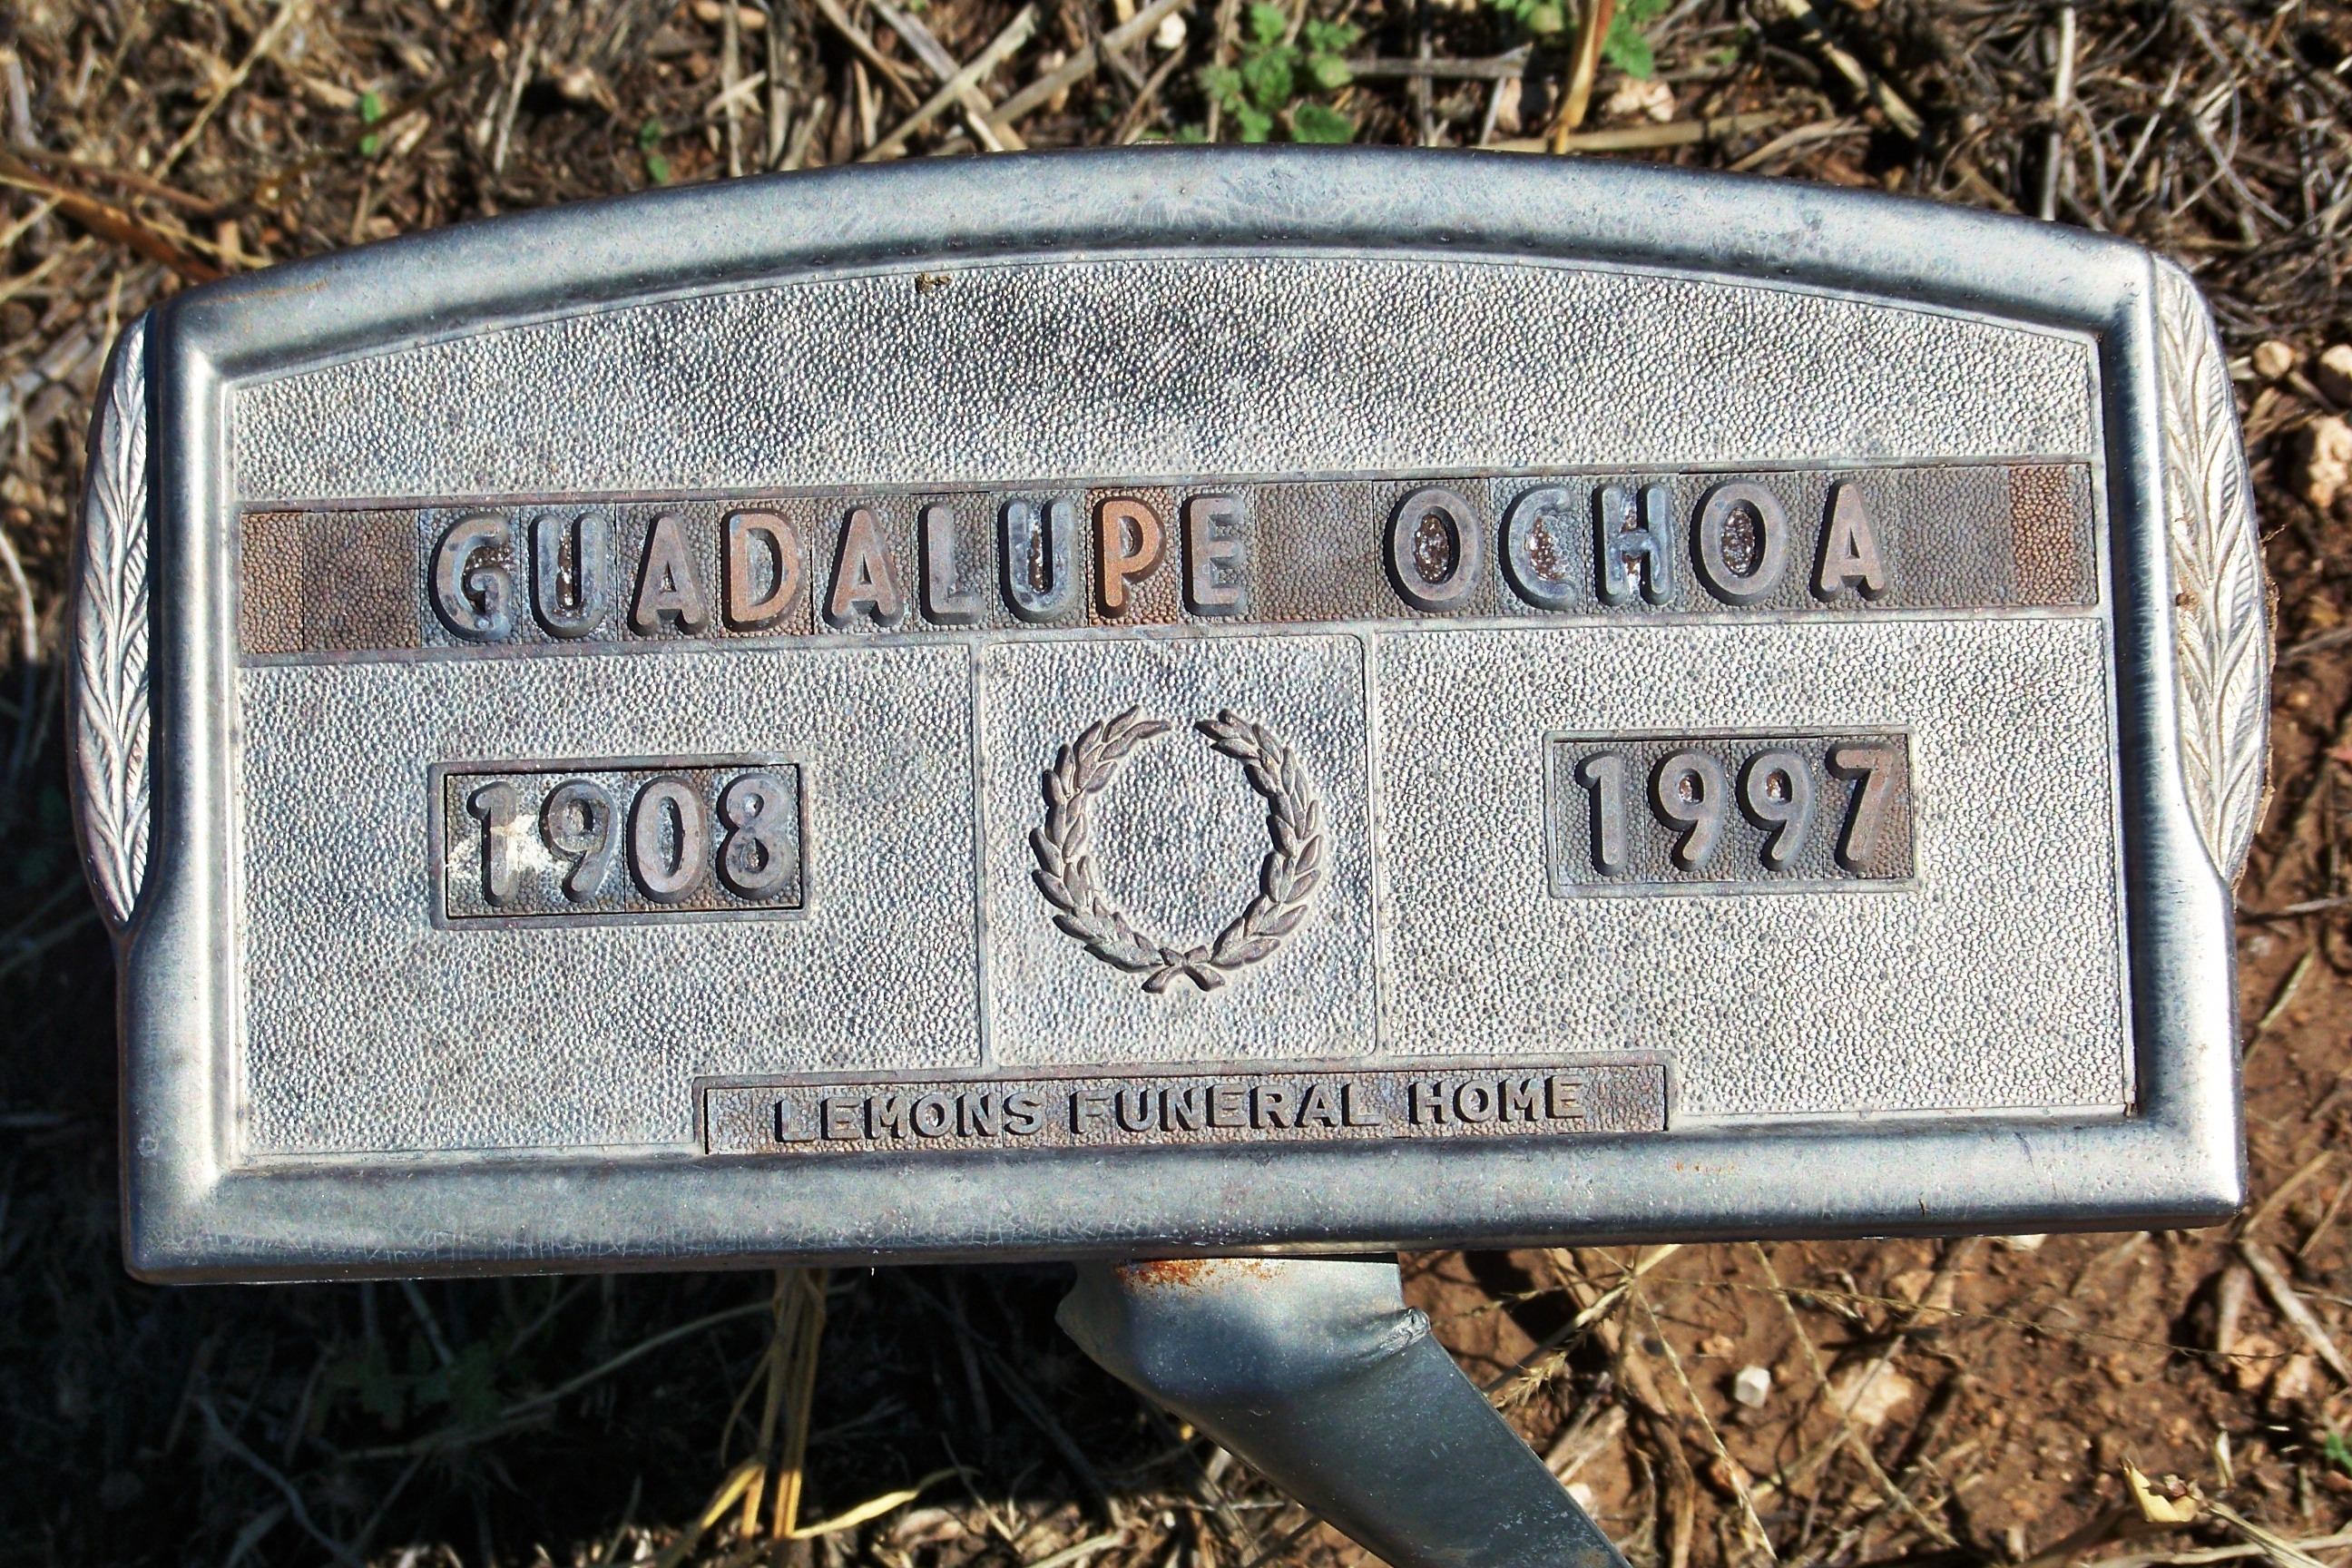 GUADALUPE OCHOA
1908 1997
LEMONS FUNERAL HOME